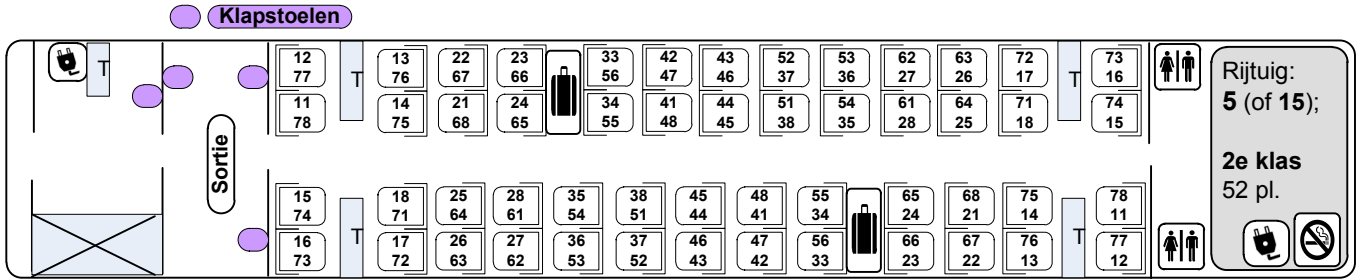 Klapstoelen
T
Sortie
12 13 22 23 33 42 43 52 53 62 63 72 73
77 T 76 67 66 56 47 46 37 36 27 26 17 T 16
11 14 21 24 34 41 44 51 54 61 64 71 74
78 75 68 65 55 48 45 38 35 28 25 18 15
15 18 25 28 35 38 45 48 55 65 68 75 78
74 71 64 61 54 51 44 41 34 24 21 14 11
16 T 17 26 27 36 37 46 47 56 66 67 76 T 77
73 72 63 62 53 52 43 42 33 23 22 13 12
Rijtuig:
5 (of 15);
2e klas
52 pl.